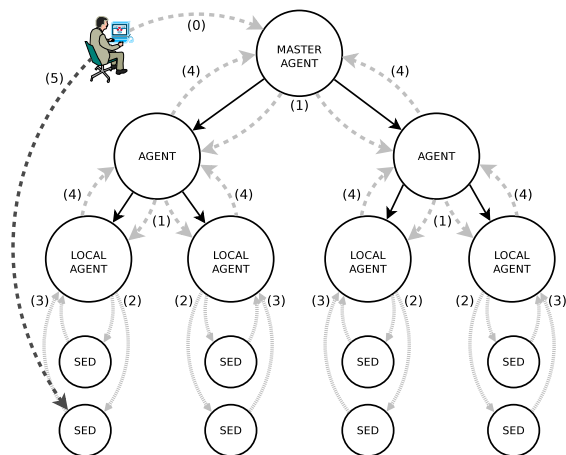 (0)
MASTER
AGENT
(5)
(4)
(4)
(1)
AGENT
AGENT
(4)
(1)
(4)
(4)
(1)
(4)
LOCAL
AGENT
LOCAL
AGENT
LOCAL
AGENT
LOCAL
AGENT
(3)
(2)
(2)
(3)
(3)
(2)
(2)
(3)
SED
SED
SED
SED
SED
SED
SED
SED